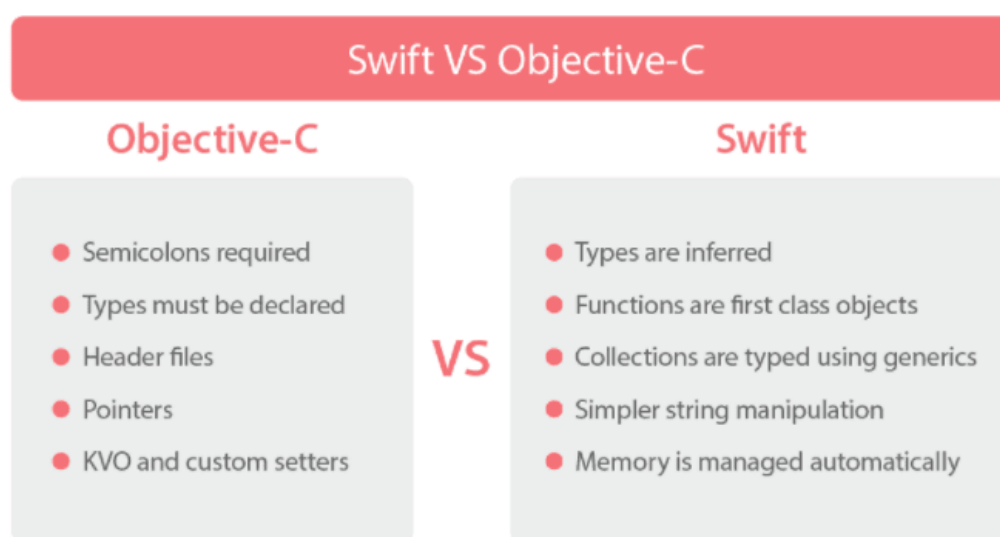 Swift VS Objective-C
Objective-C
Semicolons required
Types must be declared
Header files
Pointers
KVO and custom setters
VS
Swift
Types are inferred
Functions are first class objects
Collections are typed using generics
Simpler string manipulation
Memory is managed automatically